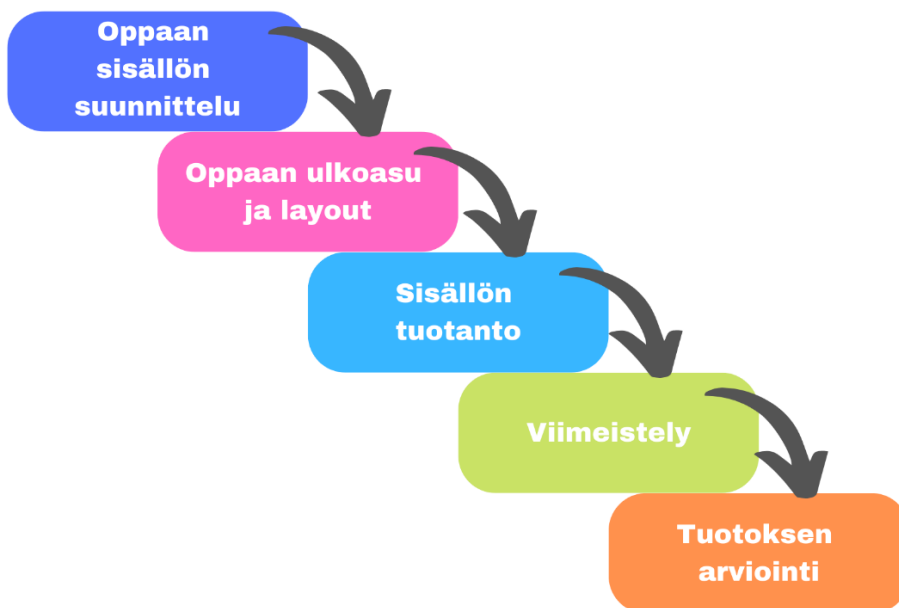 Oppaan
sisällön
suunnittelu
Oppaan ulkoasu
ja layout
Sisällön
tuotanto
Viimeistely
Tuotoksen
arviointi